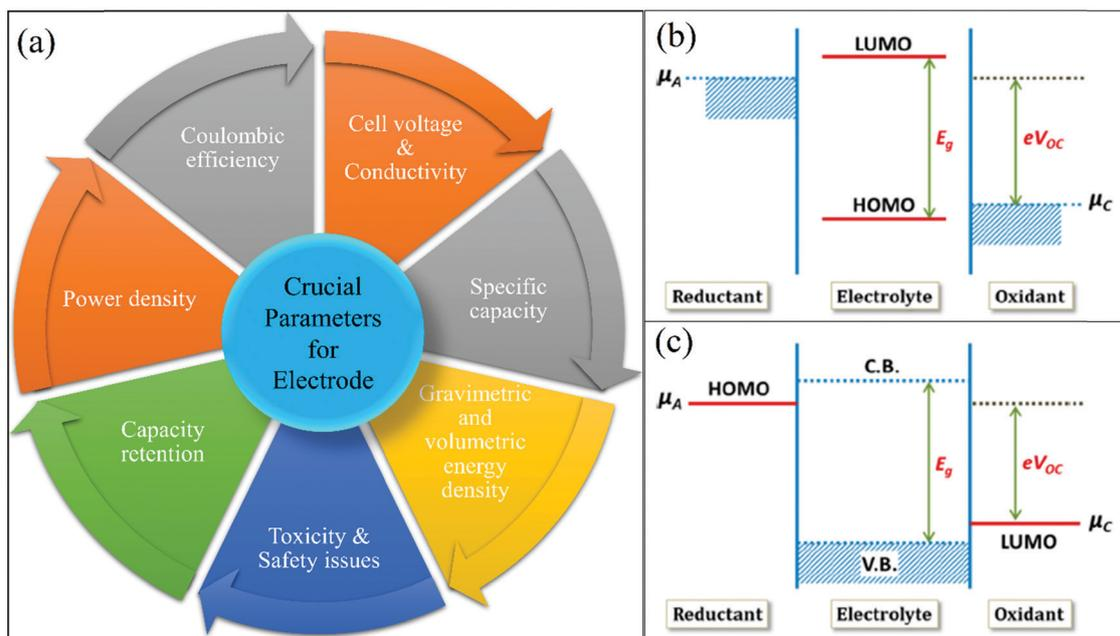 (a)
Coulombic
efficiency
Cell voltage
&
Conductivity
Specific
capacity
Gravimetric
and
volumetric
energy
density
Toxicity &
Safety issues
Capacity
retention
Power density
Crucial
Parameters
for
Electrode
(b)
LUMO
μA
Eg
eVOC
HOMO
μC
Reductant
Electrolyte
Oxidant
(c)
C.B.
HOMO
μA
Eg
eVOC
μC
LUMO
V.B.
Reductant
Electrolyte
Oxidant